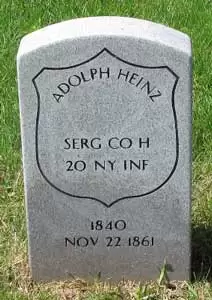 ADOLPH HEINZ
SERG CO H
20 NY INF
1840
NOV 22 1861